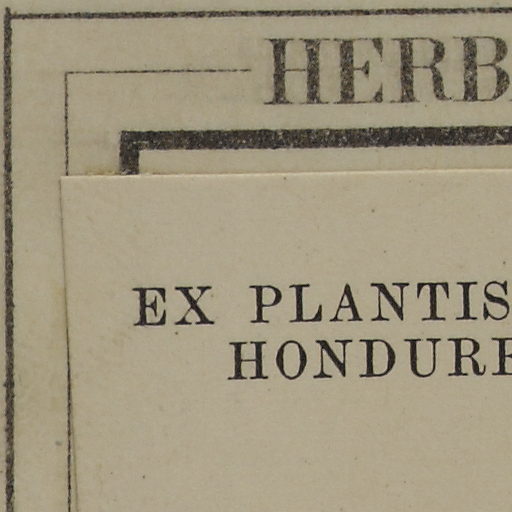 HERB
EX PLANTIS
HONDURE